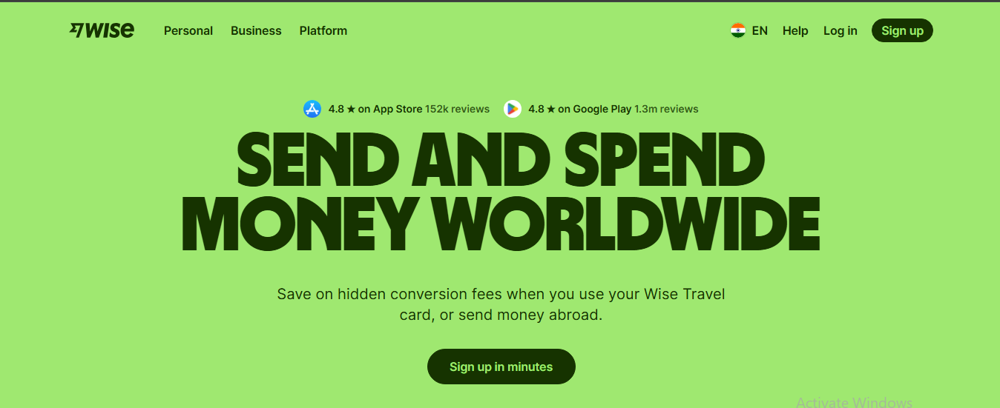 WISE
Personal Business Platform
EN Help Log in Sign up
4.8 ★ on App Store 152k reviews 4.8 ★ on Google Play 1.3m reviews
SEND AND SPEND
MONEY WORLDWIDE
Save on hidden conversion fees when you use your Wise Travel
card, or send money abroad.
Sign up in minutes
Activate Windows